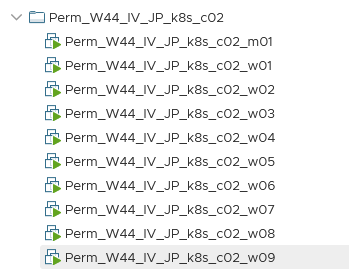 Perm_W44_IV_JP_k8s_c02
Perm_W44_IV_JP_k8s_c02_m01
Perm_W44_IV_JP_k8s_c02_w01
Perm_W44_IV_JP_k8s_c02_w02
Perm_W44_IV_JP_k8s_c02_w03
Perm_W44_IV_JP_k8s_c02_w04
Perm_W44_IV_JP_k8s_c02_w05
Perm_W44_IV_JP_k8s_c02_w06
Perm_W44_IV_JP_k8s_c02_w07
Perm_W44_IV_JP_k8s_c02_w08
Perm_W44_IV_JP_k8s_c02_w09